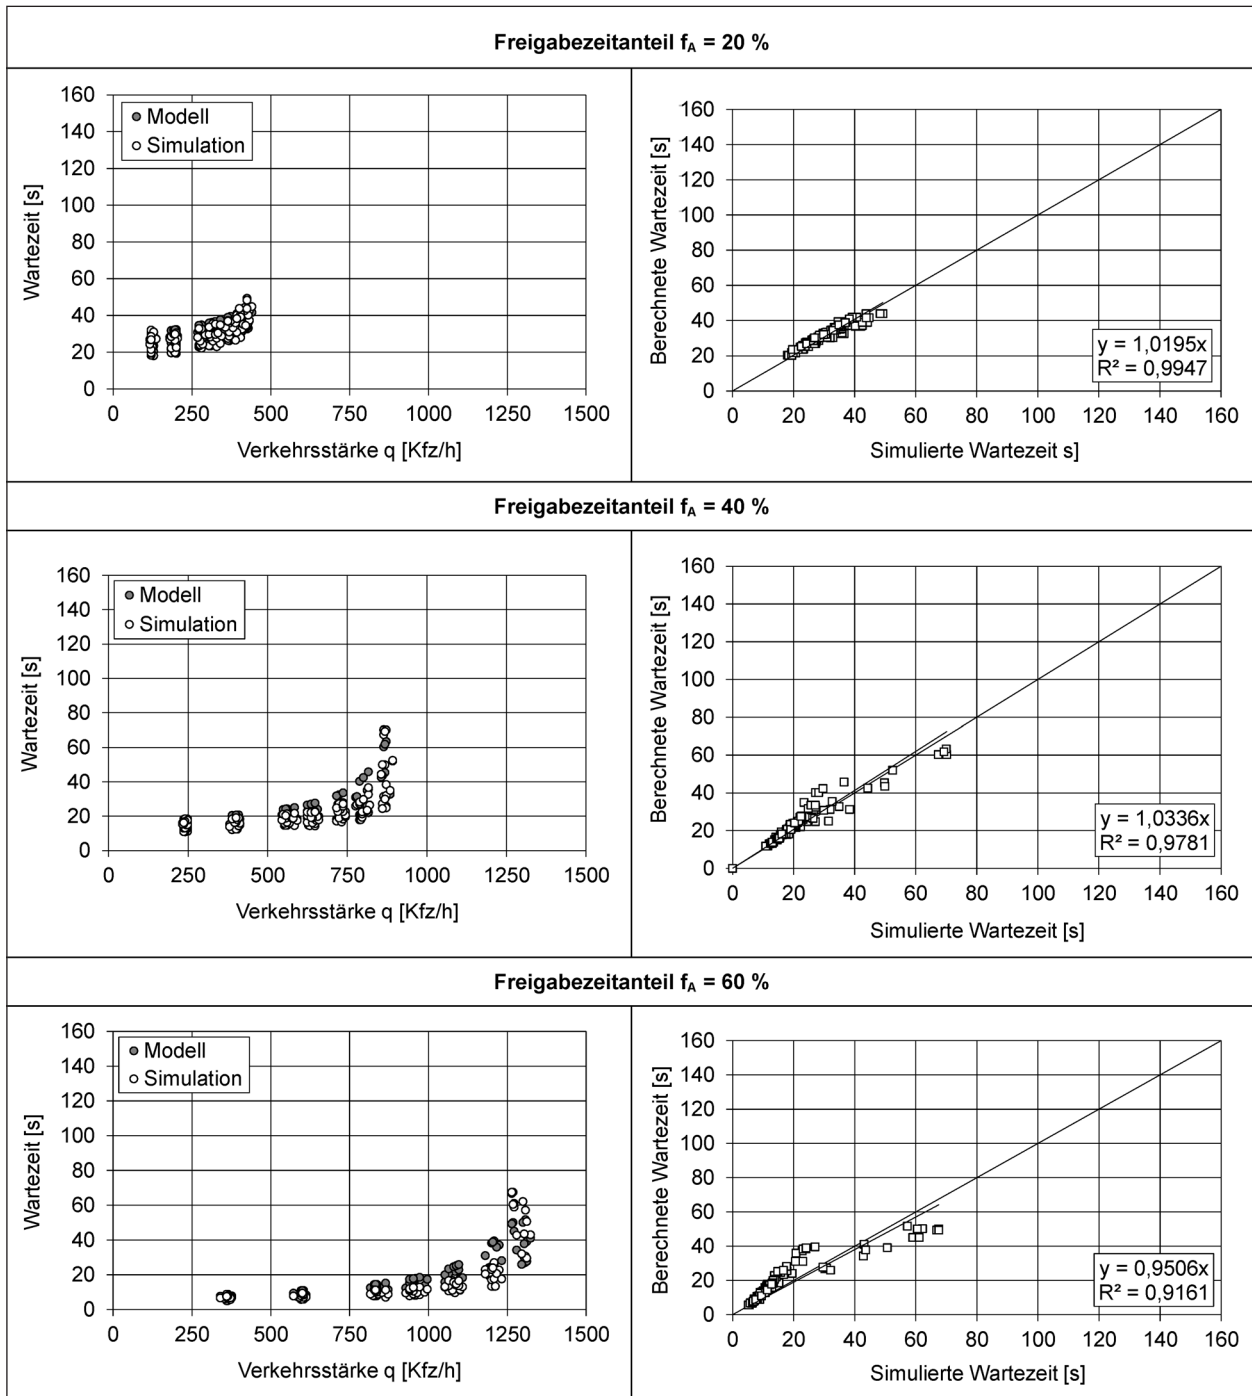 Freigabezeitanteil fA = 20 %
Wartezeit [s]
160
140
120
100
80
60
40
20
0
Modell
Simulation
0 250 500 750 1000 1250 1500
Verkehrsstärke q [Kfz/h]
Berechnete Wartezeit [s]
160
140
120
100
80
60
40
20
0
y = 1,0195x
R² = 0,9947
0 20 40 60 80 100 120 140 160
Simulierte Wartezeit s]
Freigabezeitanteil fA = 40 %
Wartezeit [s]
160
140
120
100
80
60
40
20
0
Modell
Simulation
0 250 500 750 1000 1250 1500
Verkehrsstärke q [Kfz/h]
Berechnete Wartezeit [s]
160
140
120
100
80
60
40
20
0
y = 1,0336x
R² = 0,9781
0 20 40 60 80 100 120 140 160
Simulierte Wartezeit [s]
Freigabezeitanteil fA = 60 %
Wartezeit [s]
160
140
120
100
80
60
40
20
0
Modell
Simulation
0 250 500 750 1000 1250 1500
Verkehrsstärke q [Kfz/h]
Berechnete Wartezeit [s]
160
140
120
100
80
60
40
20
0
y = 0,9506x
R² = 0,9161
0 20 40 60 80 100 120 140 160
Simulierte Wartezeit [s]